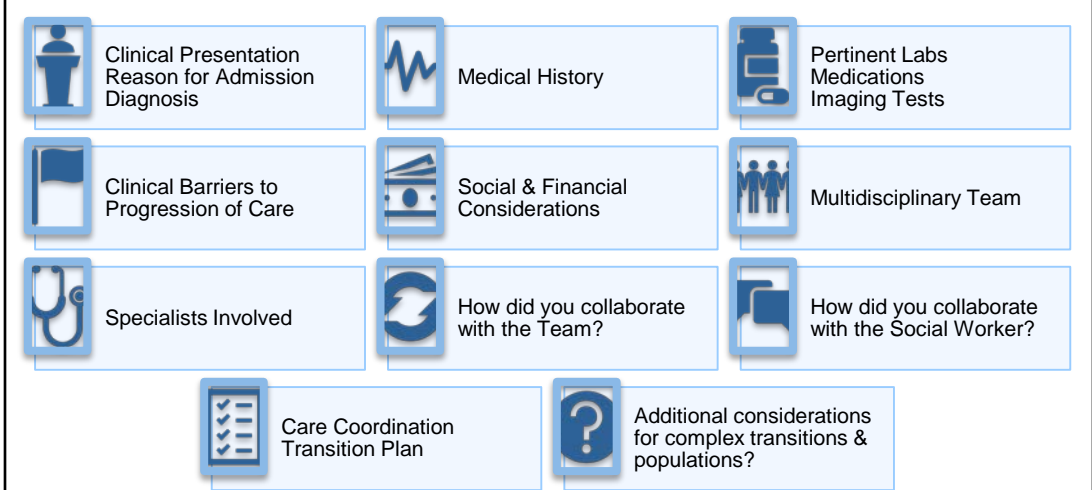 Clinical Presentation
Reason for Admission
Diagnosis
Medical History
Pertinent Labs
Medications
Imaging Tests
Clinical Barriers to
Progression of Care
Social & Financial
Considerations
Multidisciplinary Team
Specialists Involved
How did you collaborate
with the Team?
How did you collaborate
with the Social Worker?
Care Coordination
Transition Plan
?
Additional considerations
for complex transitions &
populations?